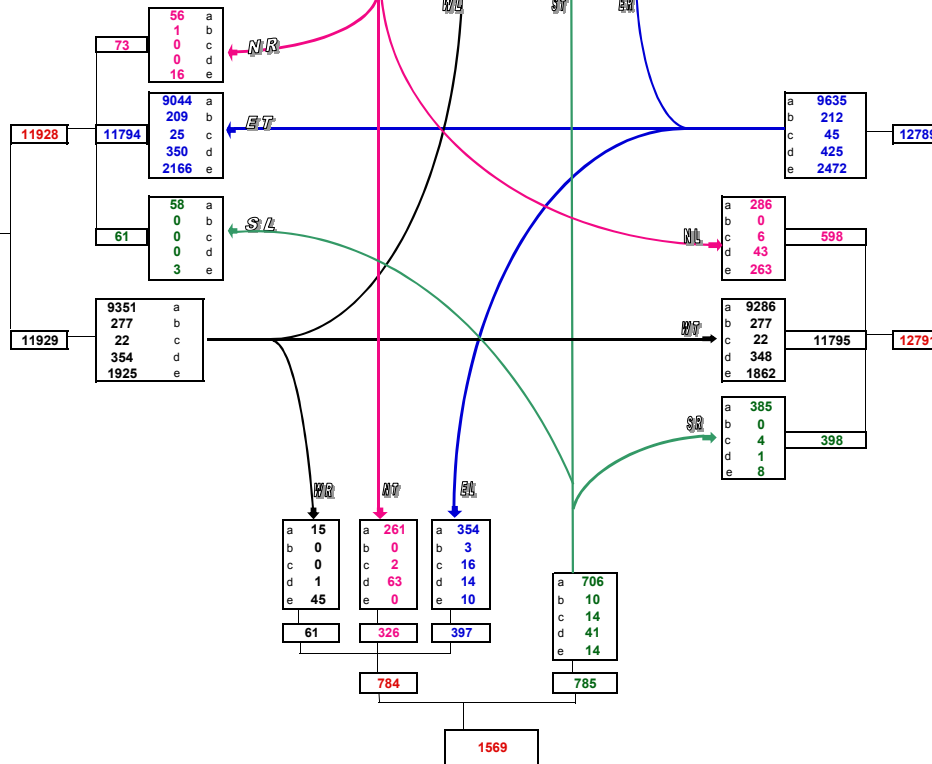 WL
ST
ER
56 a
1 b
0 c
0 d
16 e
73
NR
9044 a
209 b
25 c
350 d
2166 e
11928
11794
ET
a 9635
b 212
c 45
d 425
e 2472
12789
58 a
0 b
0 c
0 d
3 e
61
SL
NL
a 286
b 0
c 6
d 43
e 263
598
9351 a
277 b
22 c
354 d
1925 e
11929
WT
a 9286
b 277
c 22
d 348
e 1862
11795
12791
SR
a 385
b 0
c 4
d 1
e 8
398
WR
NT
EL
a 15
b 0
c 0
d 1
e 45
a 261
b 0
c 2
d 63
e 0
a 354
b 3
c 16
d 14
e 10
a 706
b 10
c 14
d 41
e 14
61
326
397
784
785
1569